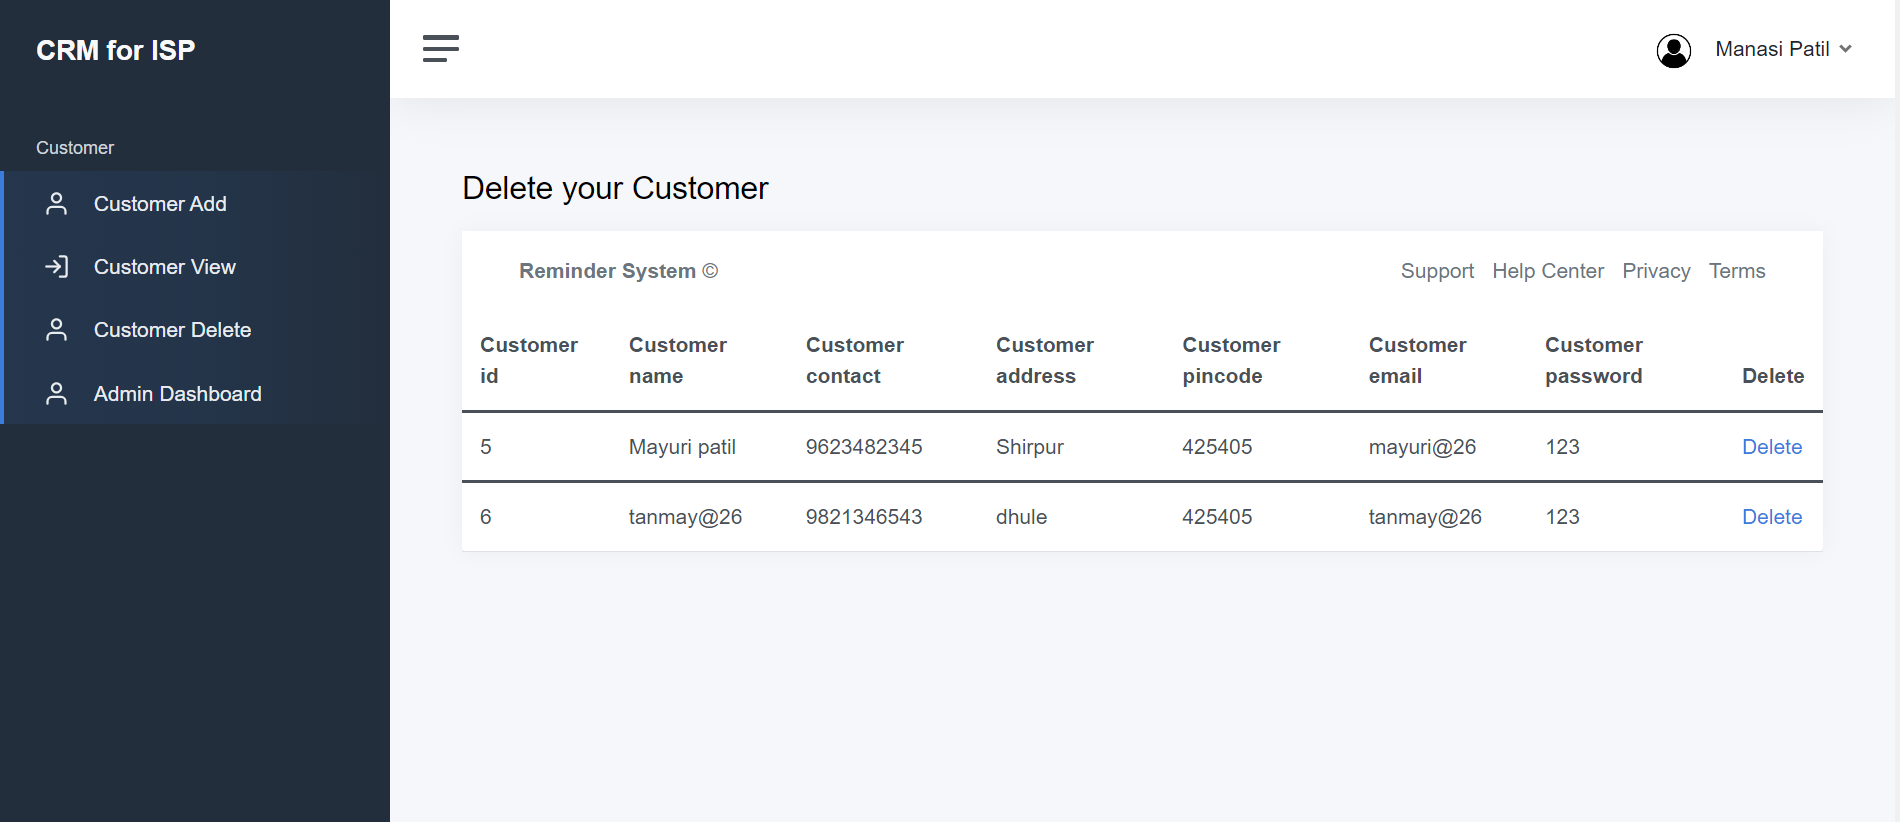 CRM for ISP
Manasi Patil
Customer
Customer Add
Customer View
Customer Delete
Admin Dashboard
Delete your Customer
Reminder System © Support Help Center Privacy Terms
Customer id Customer name Customer contact Customer address Customer pincode Customer email Customer password Delete
5 Mayuri patil 9623482345 Shirpur 425405 mayuri@26 123 Delete
6 tanmay@26 9821346543 dhule 425405 tanmay@26 123 Delete